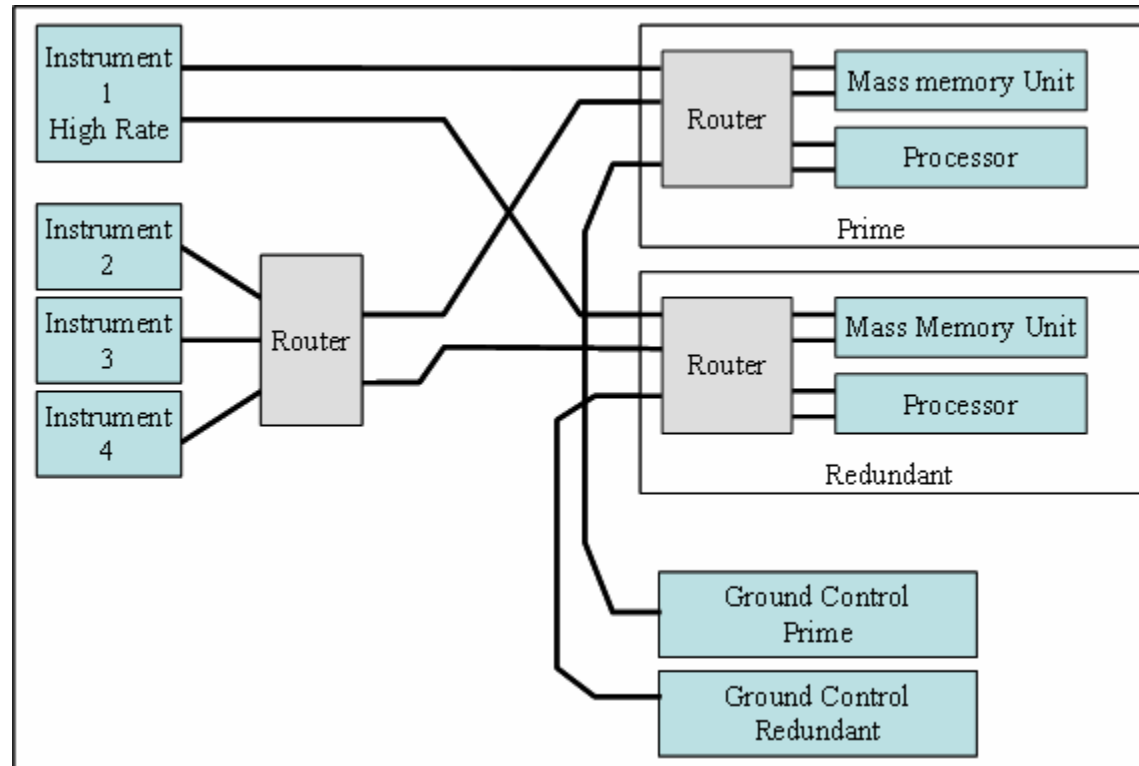 Instrument
1
High Rate
Instrument
2
Instrument
3
Instrument
4
Router
Router
Mass memory Unit
Processor
Prime
Router
Mass Memory Unit
Processor
Redundant
Ground Control
Prime
Ground Control
Redundant